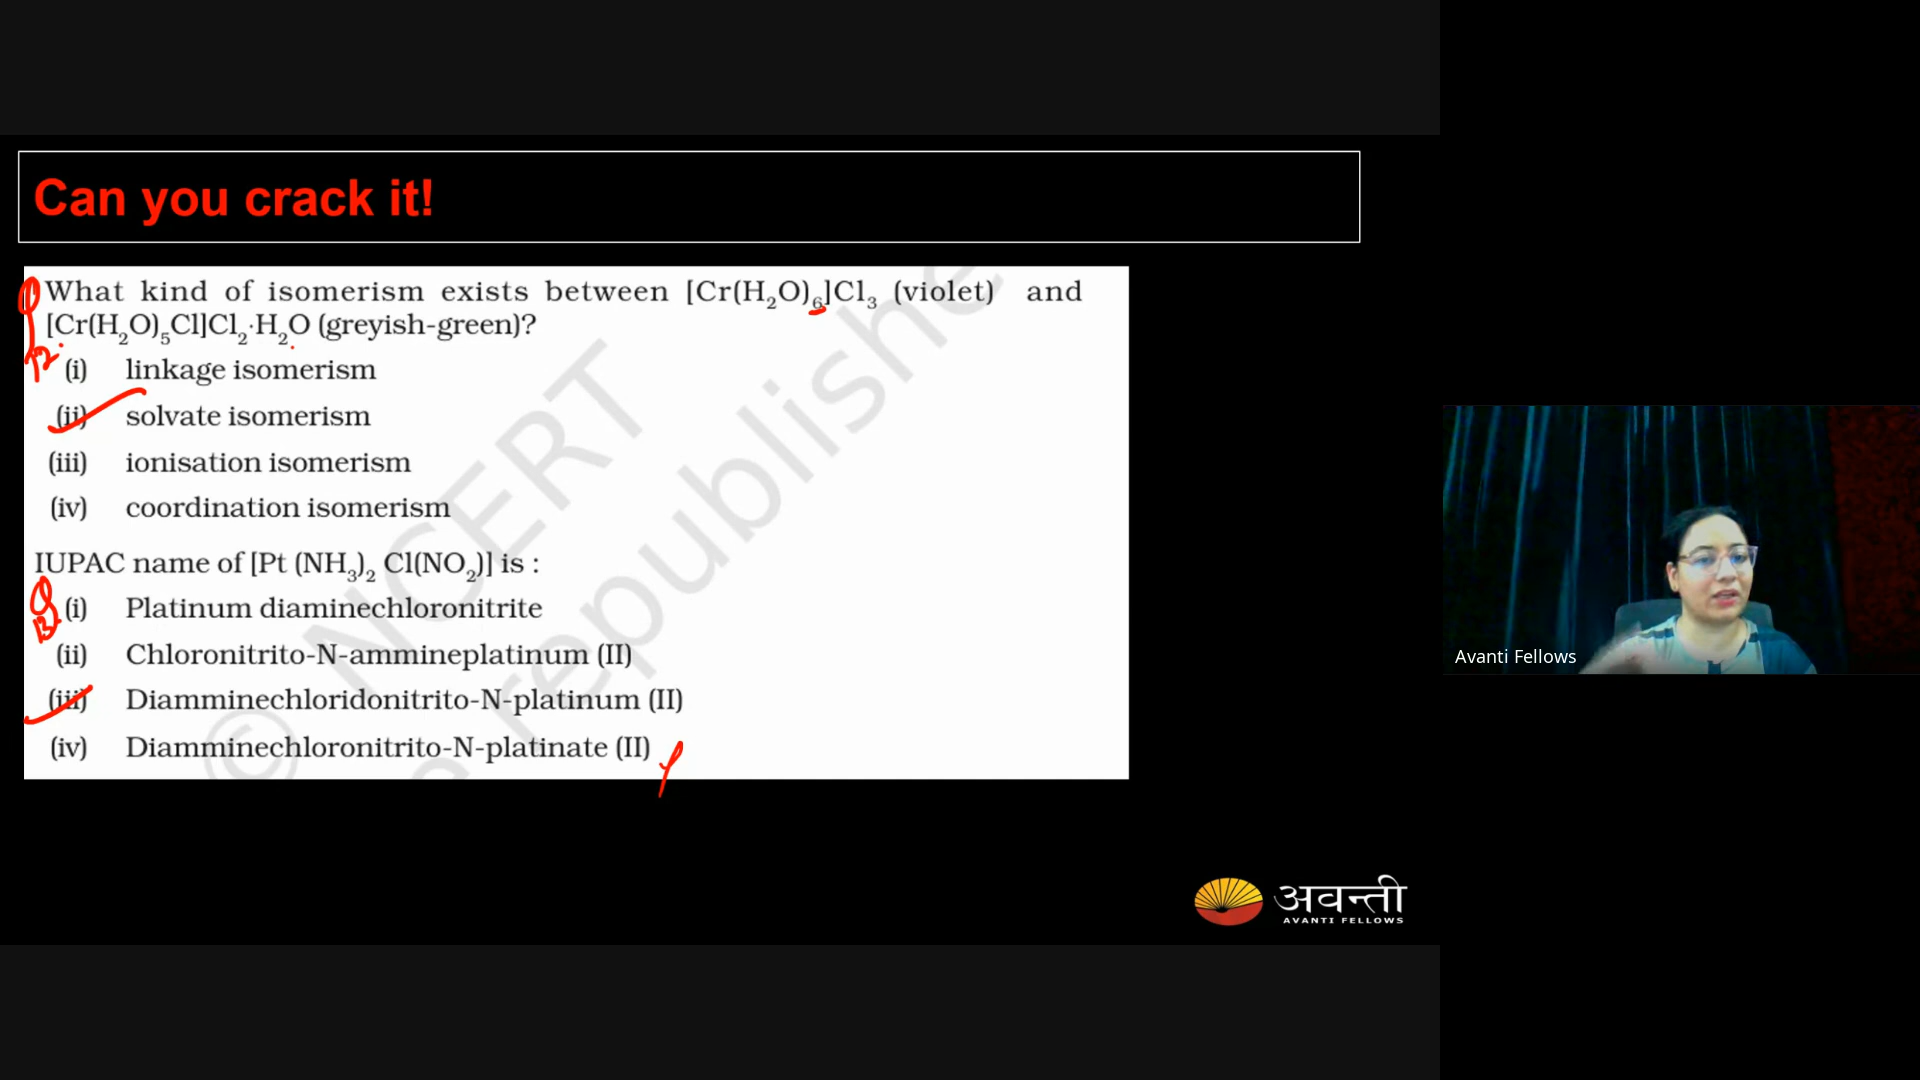 Can you crack it!
What kind of isomerism exists between [Cr(H₂O)₆]Cl₃ (violet) and
[Cr(H₂O)₅Cl]Cl₂·H₂O (greyish-green)?
(i) linkage isomerism
(ii) solvate isomerism
(iii) ionisation isomerism
(iv) coordination isomerism
IUPAC name of [Pt (NH₃)₂ Cl(NO₂)] is :
(i) Platinum diaminechloronitrite
(ii) Chloronitrito-N-ammineplatinum (II)
(iii) Diamminechloridonitrito-N-platinum (II)
(iv) Diamminechloronitrito-N-platinate (II)
© NCERT
republishe
Avanti Fellows
अवन्ती
AVANTI FELLOWS